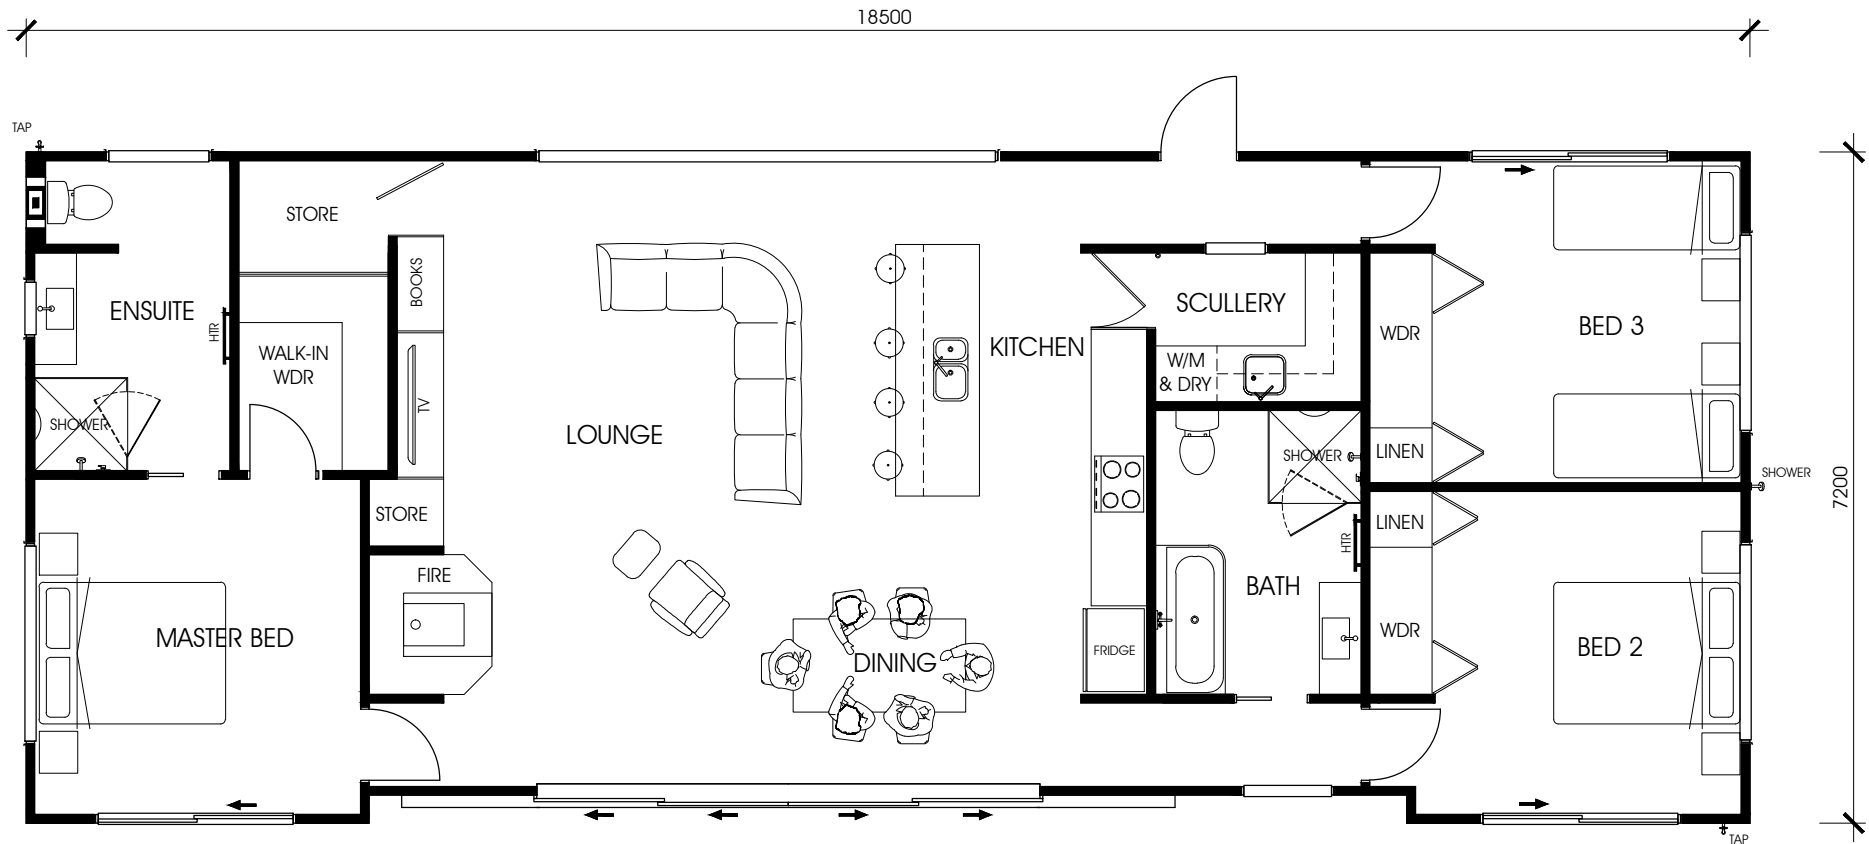 18500
TAP
STORE
BOOKS
ENSUITE
HTR
SCULLERY
BED 3
WDR
KITCHEN
WALK-IN
WDR
W/M
& DRY
TV
SHOWER
LOUNGE
SHOWER
LINEN
SHOWER
7200
STORE
LINEN
HTR
FIRE
BATH
MASTER BED
DINING
FRIDGE
WDR
BED 2
TAP